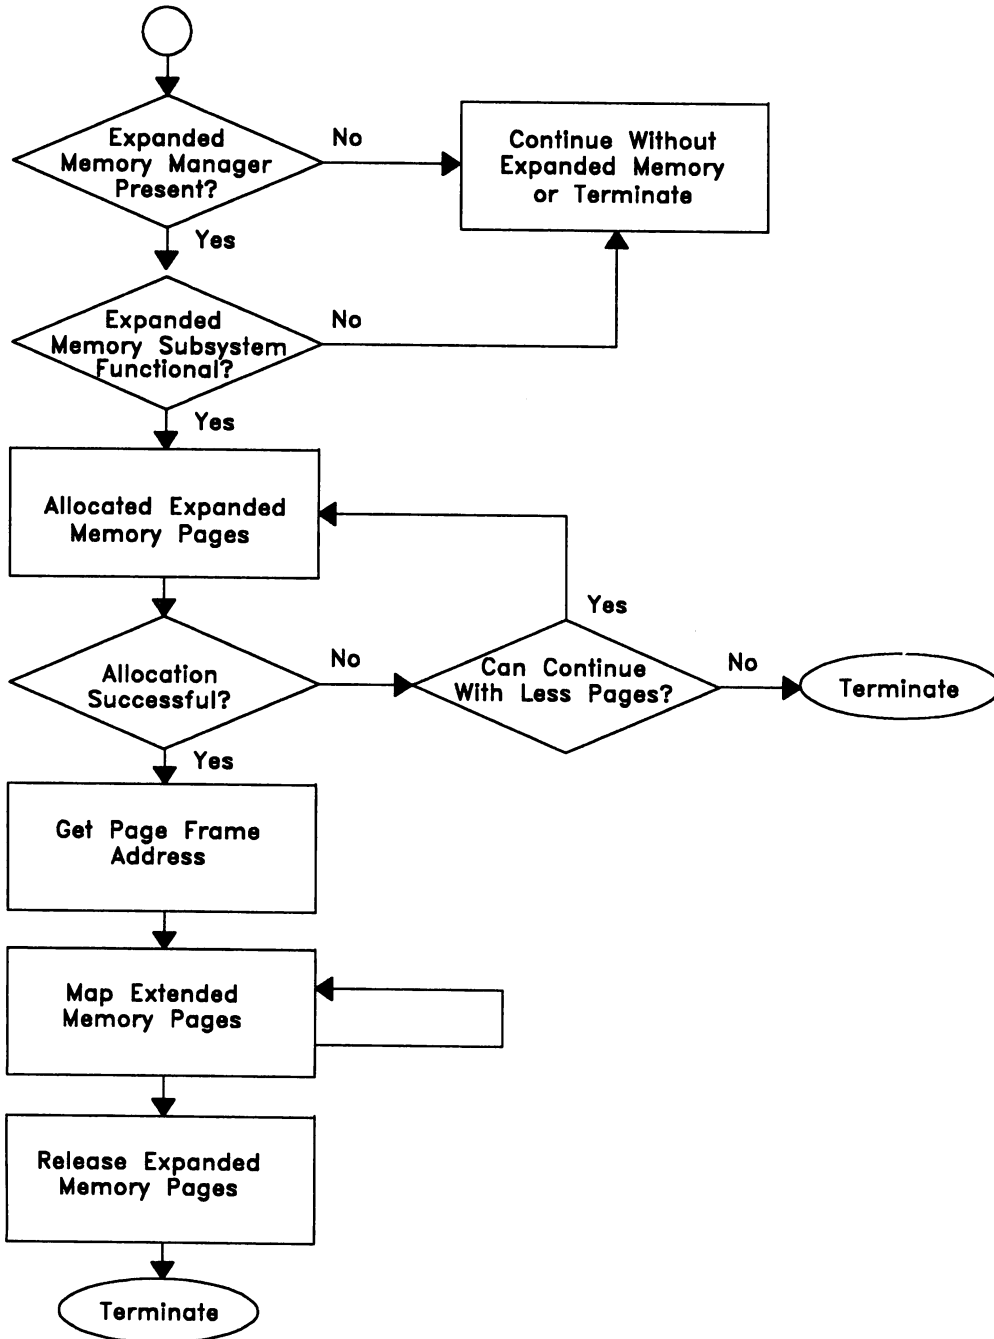 Expanded
Memory Manager
Present?
No
Continue Without
Expanded Memory
or Terminate
Yes
Expanded
Memory Subsystem
Functional?
No
Yes
Allocated Expanded
Memory Pages
Yes
Allocation
Successful?
No
Can Continue
With Less Pages?
No
Terminate
Yes
Get Page Frame
Address
Map Extended
Memory Pages
Release Expanded
Memory Pages
Terminate